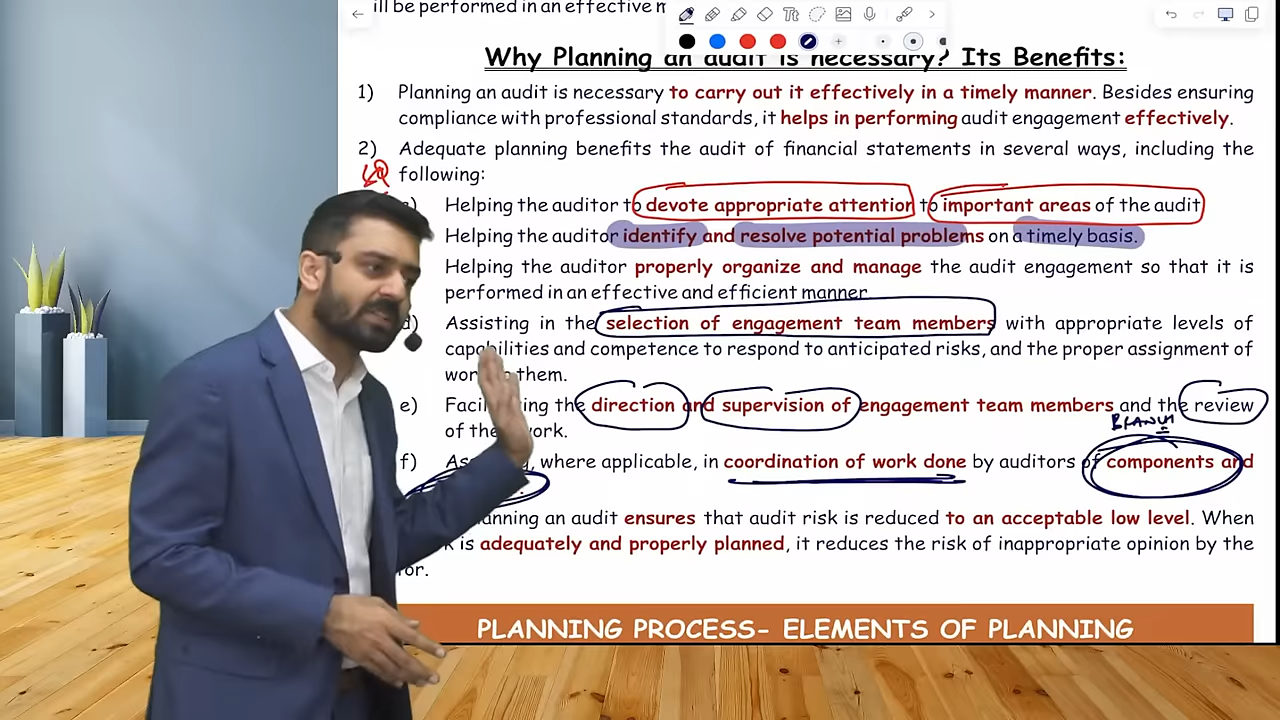 ill be performed in an effective m
Tt
Why Planning an audit is necessary? Its Benefits:
1) Planning an audit is necessary to carry out it effectively in a timely manner. Besides ensuring
compliance with professional standards, it helps in performing audit engagement effectively.
2) Adequate planning benefits the audit of financial statements in several ways, including the
following:
Helping the auditor to devote appropriate attention to important areas of the audit
Helping the auditor identify and resolve potential problems on a timely basis.
Helping the auditor properly organize and manage the audit engagement so that it is
performed in an effective and efficient manner
d) Assisting in the selection of engagement team members with appropriate levels of
capabilities and competence to respond to anticipated risks, and the proper assignment of
them.
e) the direction and supervision of engagement team members and the review
of the work.
BRANCH
f) where applicable, in coordination of work done by auditors of components and
planning an audit ensures that audit risk is reduced to an acceptable low level. When
is adequately and properly planned, it reduces the risk of inappropriate opinion by the
PLANNING PROCESS- ELEMENTS OF PLANNING